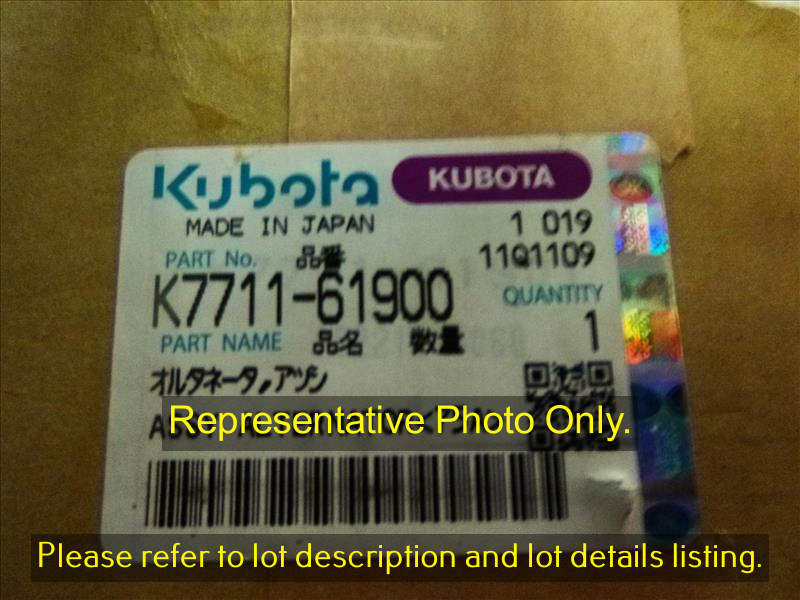 Kubota KUBOTA
MADE IN JAPAN 1 019
PART No. 品番 11Q1109
K7711-61900 QUANTITY
PART NAME 品名 数量 1
オルタネータ,アツシ
Representative Photo Only.
Please refer to lot description and lot details listing.